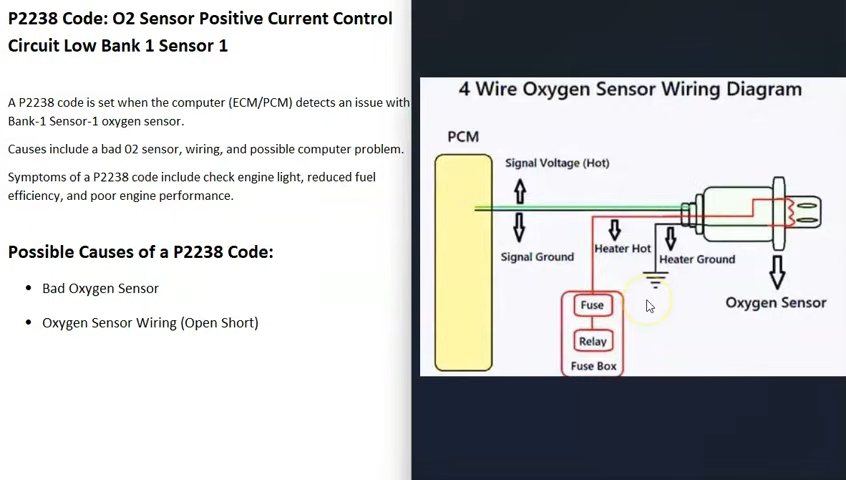 P2238 Code: O2 Sensor Positive Current Control
Circuit Low Bank 1 Sensor 1
A P2238 code is set when the computer (ECM/PCM) detects an issue with
Bank-1 Sensor-1 oxygen sensor.
Causes include a bad 02 sensor, wiring, and possible computer problem.
Symptoms of a P2238 code include check engine light, reduced fuel
efficiency, and poor engine performance.
Possible Causes of a P2238 Code:
• Bad Oxygen Sensor
• Oxygen Sensor Wiring (Open Short)
4 Wire Oxygen Sensor Wiring Diagram
PCM
Signal Voltage (Hot)
Signal Ground
Heater Hot
Heater Ground
Oxygen Sensor
Fuse
Relay
Fuse Box